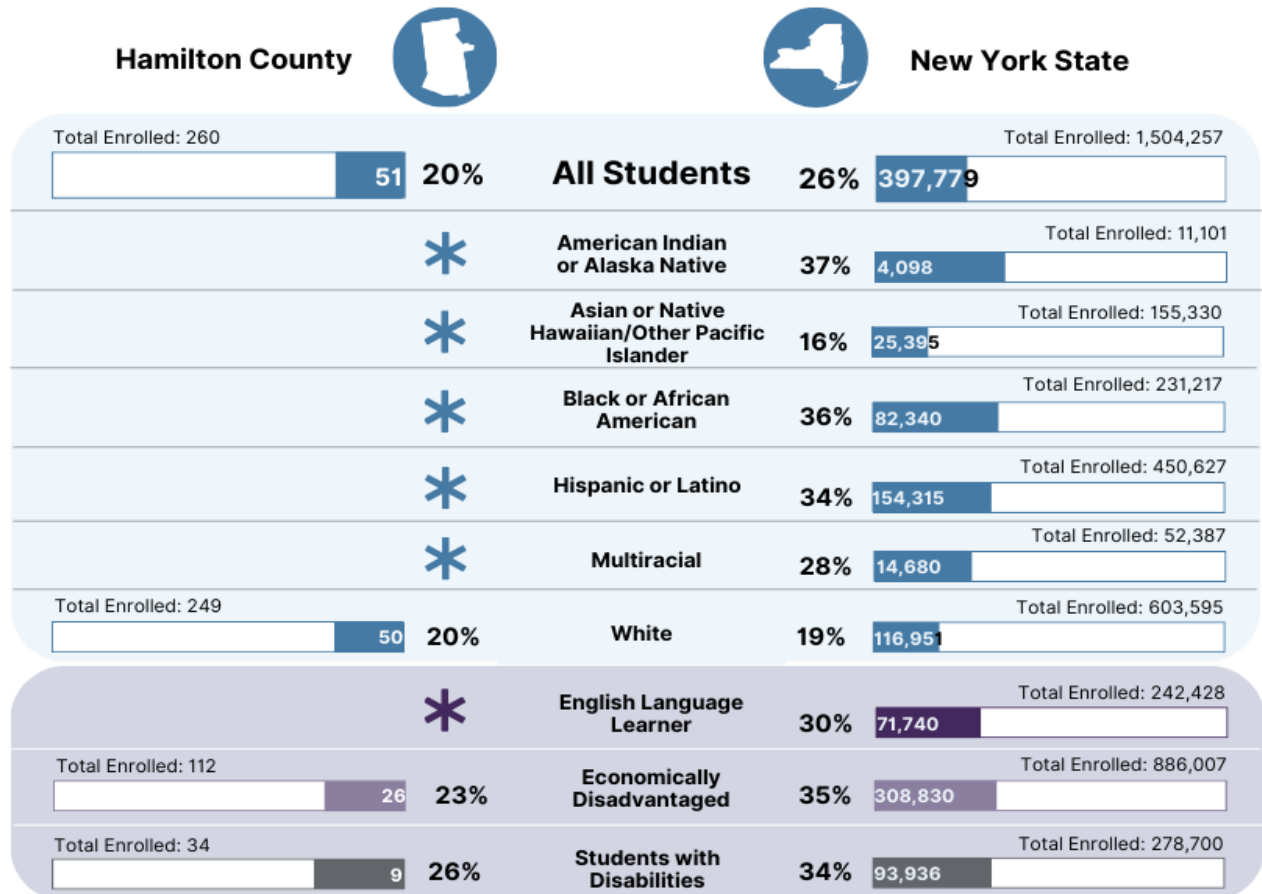 Hamilton County
New York State
Total Enrolled: 260
Total Enrolled: 1,504,257
51 20% All Students 26% 397,779
Total Enrolled: 11,101
* American Indian
or Alaska Native 37% 4,098
Total Enrolled: 155,330
* Asian or Native
Hawaiian/Other Pacific
Islander 16% 25,395
Total Enrolled: 231,217
* Black or African
American 36% 82,340
Total Enrolled: 450,627
* Hispanic or Latino 34% 154,315
Total Enrolled: 52,387
* Multiracial 28% 14,680
Total Enrolled: 249
Total Enrolled: 603,595
50 20% White 19% 116,951
Total Enrolled: 242,428
* English Language
Learner 30% 71,740
Total Enrolled: 112
Total Enrolled: 886,007
26 23% Economically
Disadvantaged 35% 308,830
Total Enrolled: 34
Total Enrolled: 278,700
9 26% Students with
Disabilities 34% 93,936